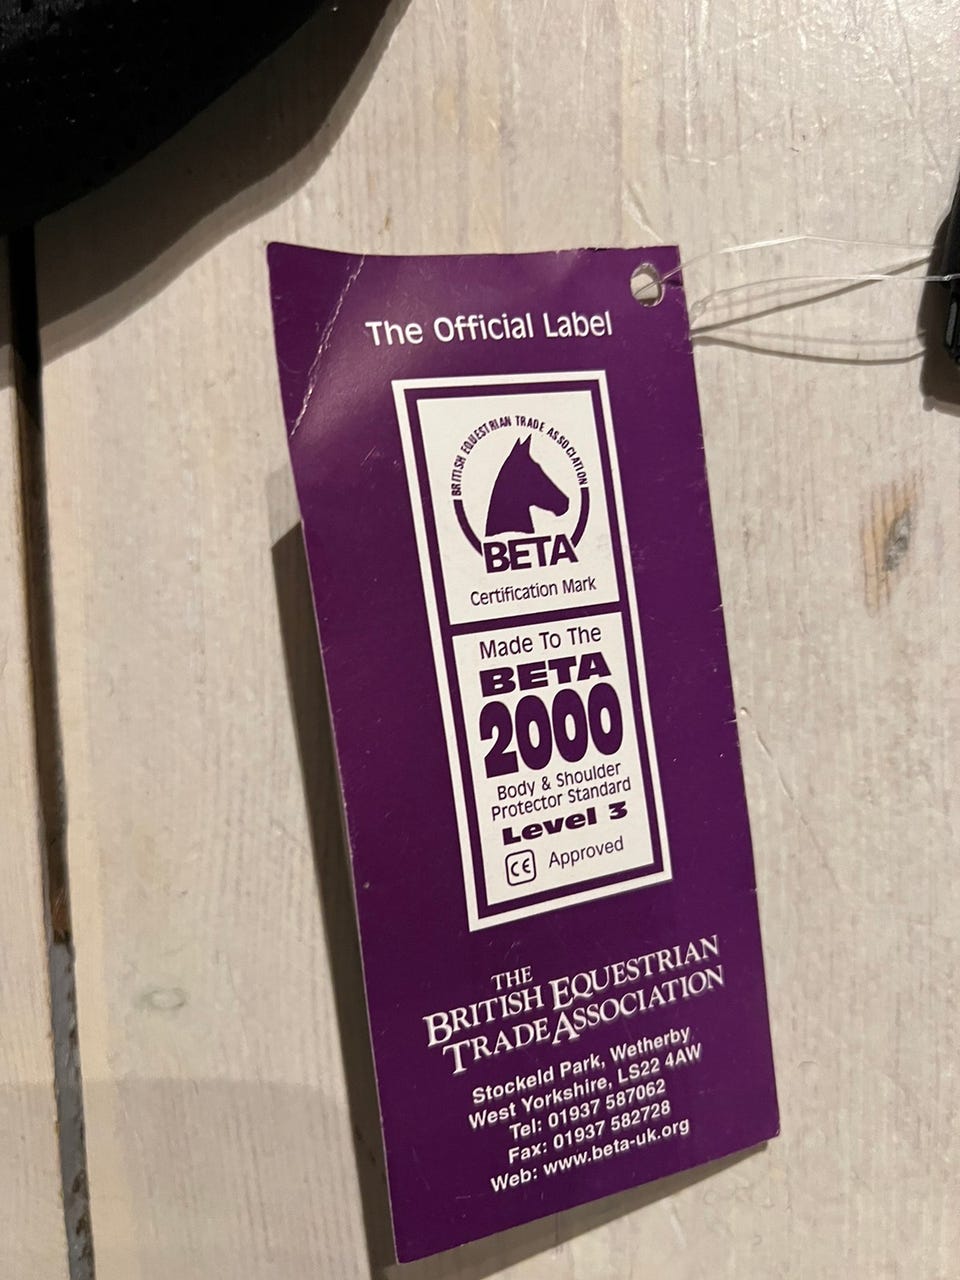 The Official Label
BRITISH EQUESTRIAN TRADE ASSOCIATION
BETA
Certification Mark
Made To The
BETA
2000
Body & Shoulder
Protector Standard
Level 3
CE Approved
THE
BRITISH EQUESTRIAN
TRADE ASSOCIATION
Stockeld Park, Wetherby
West Yorkshire, LS22 4AW
Tel: 01937 587062
Fax: 01937 582728
Web: www.beta-uk.org